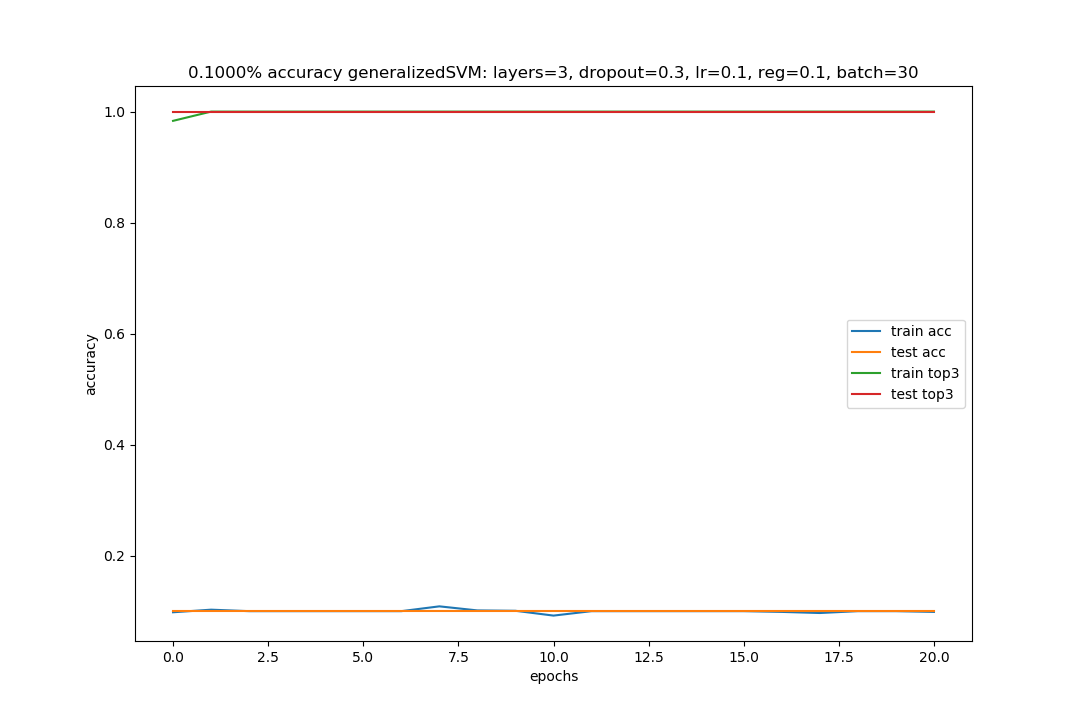 0.1000% accuracy generalizedSVM: layers=3, dropout=0.3, lr=0.1, reg=0.1, batch=30
1.0
0.8
0.6
0.4
0.2
accuracy
train acc
test acc
train top3
test top3
0.0 2.5 5.0 7.5 10.0 12.5 15.0 17.5 20.0
epochs